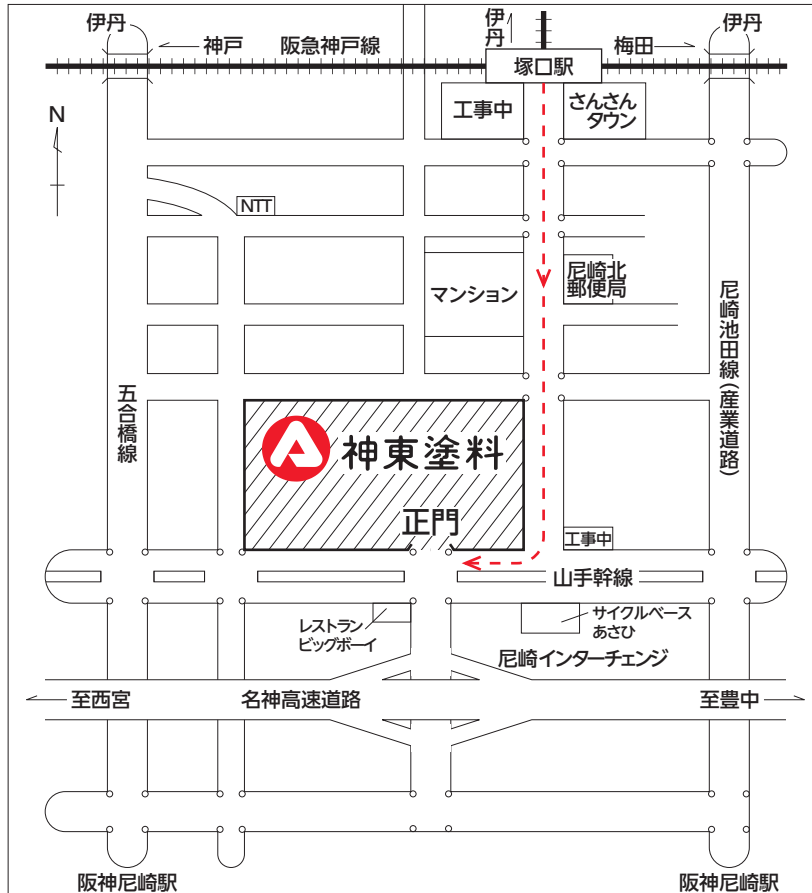 伊丹
神戸
阪急神戸線
伊丹
梅田
伊丹
塚口駅
工事中
さんさん
タウン
N
NTT
マンション
尼崎北
郵便局
五合橋線
尼崎池田線(産業道路)
神東塗料
正門
工事中
山手幹線
レストラン
ビッグボーイ
サイクルベース
あさひ
尼崎インターチェンジ
至西宮
名神高速道路
至豊中
阪神尼崎駅
阪神尼崎駅